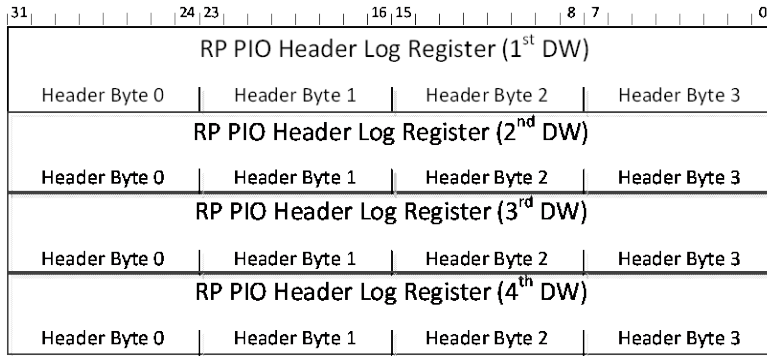 31 24 23 16 15 8 7 0
RP PIO Header Log Register (1st DW)
Header Byte 0 Header Byte 1 Header Byte 2 Header Byte 3
RP PIO Header Log Register (2nd DW)
Header Byte 0 Header Byte 1 Header Byte 2 Header Byte 3
RP PIO Header Log Register (3rd DW)
Header Byte 0 Header Byte 1 Header Byte 2 Header Byte 3
RP PIO Header Log Register (4th DW)
Header Byte 0 Header Byte 1 Header Byte 2 Header Byte 3